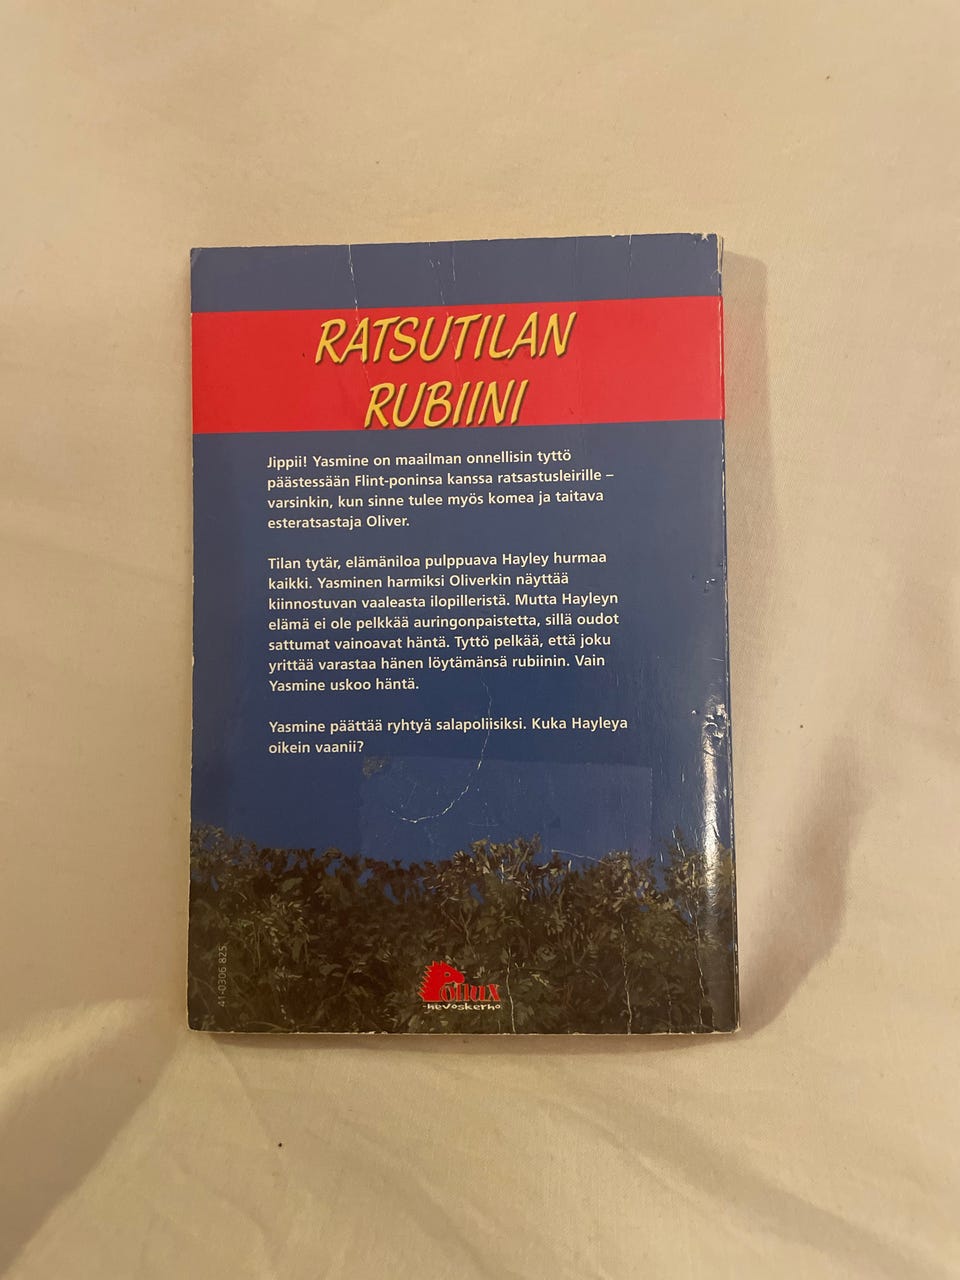 RATSUTILAN
RUBIINI
Jippii! Yasmine on maailman onnellisin tyttö
päästessään Flint-poninsa kanssa ratsastusleirille –
varsinkin, kun sinne tulee myös komea ja taitava
esteratsastaja Oliver.
Tilan tytär, elämäniloa pulppuava Hayley hurmaa
kaikki. Yasminen harmiksi Oliverkin näyttää
kiinnostuvan vaaleasta ilopilleristä. Mutta Hayleyn
elämä ei ole pelkkää auringonpaistetta, sillä oudot
sattumat vainoavat häntä. Tyttö pelkää, että joku
yrittää varastaa hänen löytämänsä rubiinin. Vain
Yasmine uskoo häntä.
Yasmine päättää ryhtyä salapoliisiksi. Kuka Hayleya
oikein vaanii?
41-0306 825
Pollux
-hevoskerho